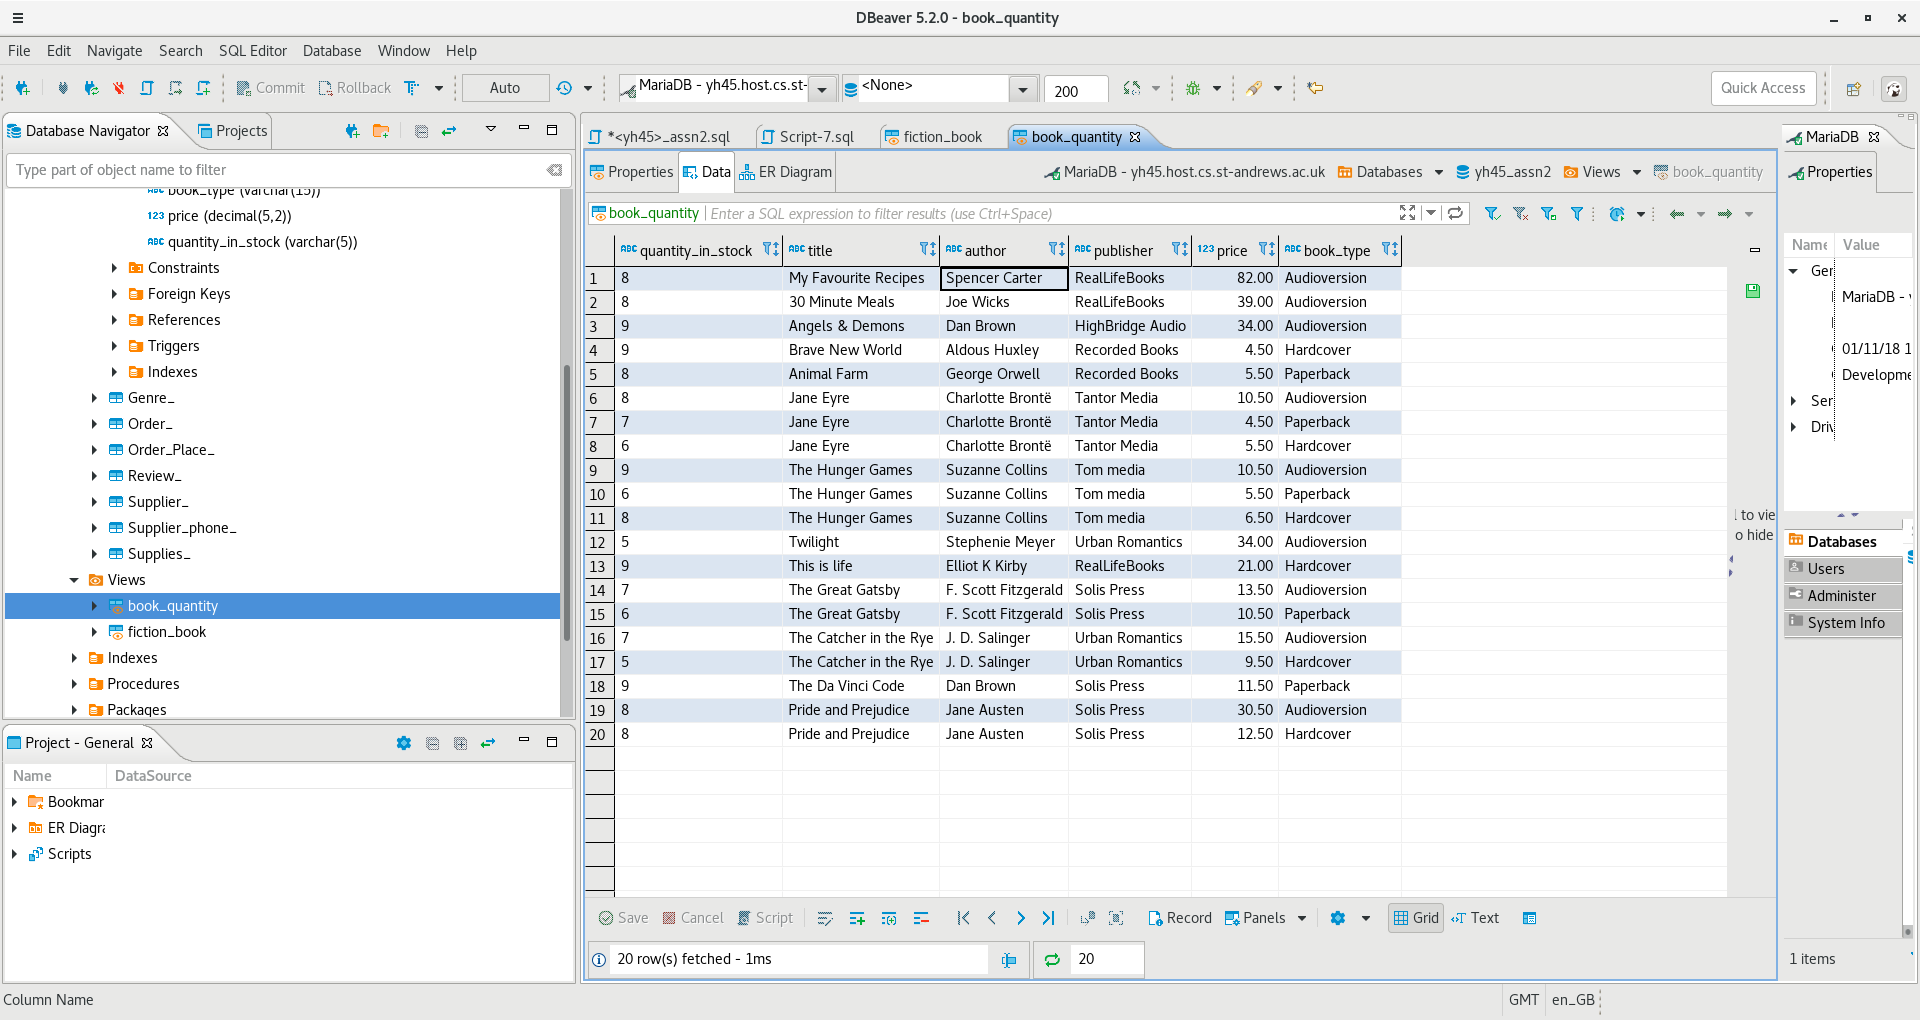 DBeaver 5.2.0 - book_quantity
File Edit Navigate Search SQL Editor Database Window Help
Commit Rollback Auto MariaDB - yh45.host.cs.st- <None> 200 Quick Access
Database Navigator Projects
Type part of object name to filter
ABC book_type (varchar(15))
123 price (decimal(5,2))
ABC quantity_in_stock (varchar(5))
Constraints
Foreign Keys
References
Triggers
Indexes
Genre_
Order_
Order_Place_
Review_
Supplier_
Supplier_phone_
Supplies_
Views
book_quantity
fiction_book
Indexes
Procedures
Packages
Project - General
Name DataSource
Bookmar
ER Diagra
Scripts
*<yh45>_assn2.sql Script-7.sql fiction_book book_quantity
Properties Data ER Diagram MariaDB - yh45.host.cs.st-andrews.ac.uk Databases yh45_assn2 Views book_quantity
book_quantity Enter a SQL expression to filter results (use Ctrl+Space)
ABC quantity_in_stock ABC title ABC author ABC publisher 123 price ABC book_type
1 8 My Favourite Recipes Spencer Carter RealLifeBooks 82.00 Audioversion
2 8 30 Minute Meals Joe Wicks RealLifeBooks 39.00 Audioversion
3 9 Angels & Demons Dan Brown HighBridge Audio 34.00 Audioversion
4 9 Brave New World Aldous Huxley Recorded Books 4.50 Hardcover
5 8 Animal Farm George Orwell Recorded Books 5.50 Paperback
6 8 Jane Eyre Charlotte Brontë Tantor Media 10.50 Audioversion
7 7 Jane Eyre Charlotte Brontë Tantor Media 4.50 Paperback
8 6 Jane Eyre Charlotte Brontë Tantor Media 5.50 Hardcover
9 9 The Hunger Games Suzanne Collins Tom media 10.50 Audioversion
10 6 The Hunger Games Suzanne Collins Tom media 5.50 Paperback
11 8 The Hunger Games Suzanne Collins Tom media 6.50 Hardcover
12 5 Twilight Stephenie Meyer Urban Romantics 34.00 Audioversion
13 9 This is life Elliot K Kirby RealLifeBooks 21.00 Hardcover
14 7 The Great Gatsby F. Scott Fitzgerald Solis Press 13.50 Audioversion
15 6 The Great Gatsby F. Scott Fitzgerald Solis Press 10.50 Paperback
16 7 The Catcher in the Rye J. D. Salinger Urban Romantics 15.50 Audioversion
17 5 The Catcher in the Rye J. D. Salinger Urban Romantics 9.50 Hardcover
18 9 The Da Vinci Code Dan Brown Solis Press 11.50 Paperback
19 8 Pride and Prejudice Jane Austen Solis Press 30.50 Audioversion
20 8 Pride and Prejudice Jane Austen Solis Press 12.50 Hardcover
to vie
o hide
Save Cancel Script Record Panels Grid Text
20 row(s) fetched - 1ms 20
MariaDB
Properties
Name Value
Ger
MariaDB -
01/11/18 1
Developme
Ser
Driv
Databases
Users
Administer
System Info
1 items
Column Name GMT en_GB